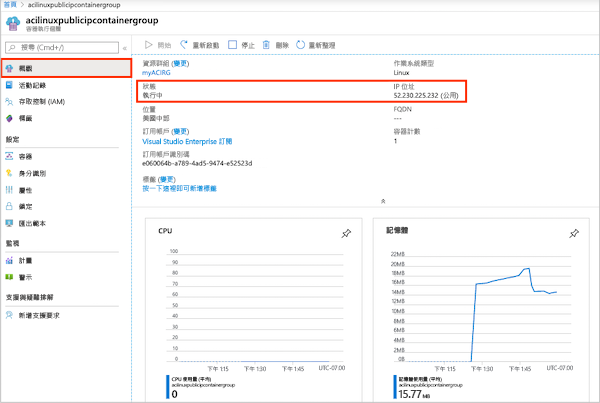 首頁 > acilinuxpublicipcontainergroup
acilinuxpublicipcontainergroup
容器執行個體
搜尋 (Cmd+/)
概觀
活動記錄
存取控制 (IAM)
標籤
設定
容器
身分識別
屬性
鎖定
匯出範本
監視
計量
警示
支援與疑難排解
新增支援要求
開始 重新啟動 停止 刪除 重新整理
資源群組 (變更)
myACIRG
狀態
執行中
位置
美國中部
訂用帳戶 (變更)
Visual Studio Enterprise 訂閱
訂用帳戶識別碼
e060064b-a789-4ad5-9474-e52523d
標籤 (變更)
按一下這裡即可新增標籤
作業系統類型
Linux
IP 位址
52.230.225.232 (公用)
FQDN
---
容器計數
1
CPU
100
90
80
70
60
50
40
30
20
10
0
下午 1:15 下午 1:30 下午 1:45 UTC-07:00
CPU 使用量 (平均)
acilinuxpublicipcontainergroup
0
記憶體
22MB
20MB
18MB
16MB
14MB
12MB
10MB
8MB
6MB
4MB
2MB
0B
下午 1:15 下午 1:30 下午 1:45 UTC-07:00
記憶體使用量 (平均)
acilinuxpublicipcontainergroup
15.77 MB